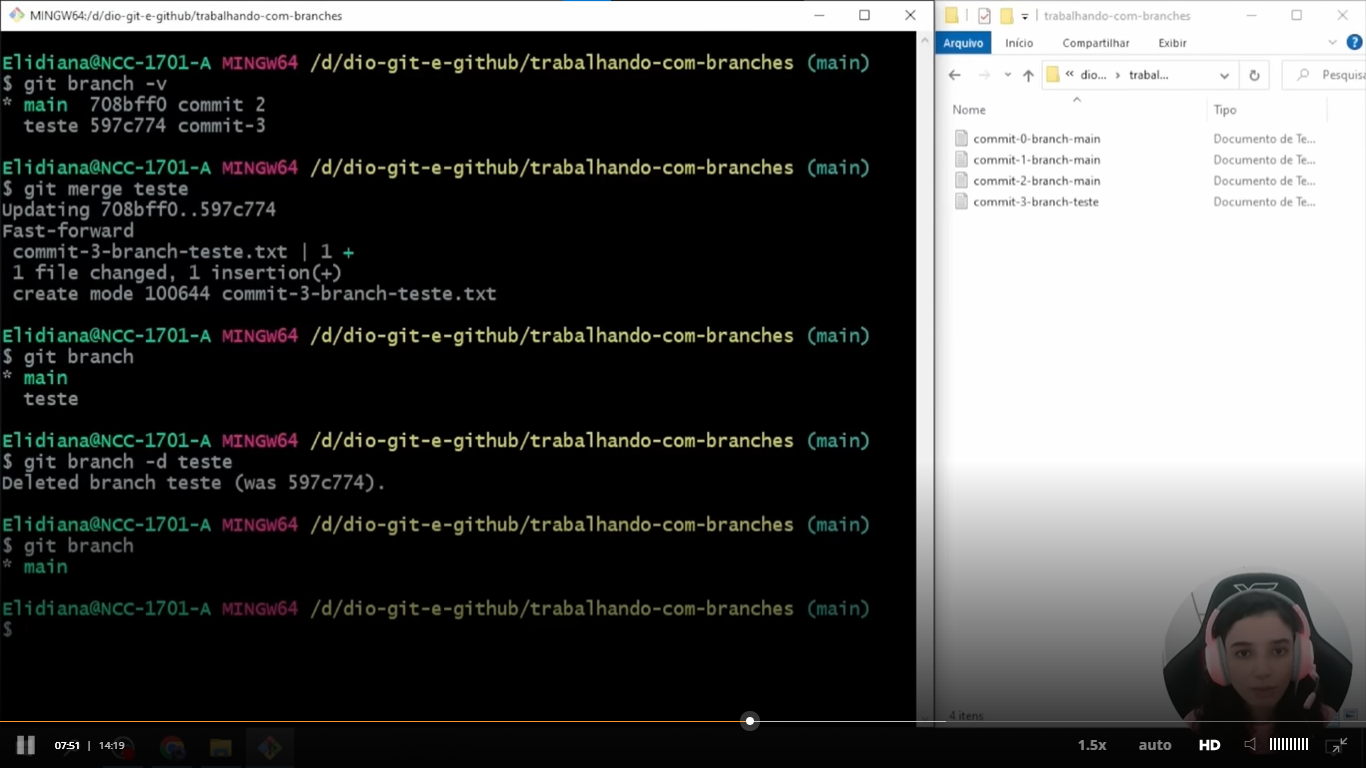 MINGW64:/d/dio-git-e-github/trabalhando-com-branches
Elidiana@NCC-1701-A MINGW64 /d/dio-git-e-github/trabalhando-com-branches (main)
$ git branch -v
* main  708bff0 commit 2
  teste 597c774 commit-3
Elidiana@NCC-1701-A MINGW64 /d/dio-git-e-github/trabalhando-com-branches (main)
$ git merge teste
Updating 708bff0..597c774
Fast-forward
 commit-3-branch-teste.txt | 1 +
 1 file changed, 1 insertion(+)
 create mode 100644 commit-3-branch-teste.txt
Elidiana@NCC-1701-A MINGW64 /d/dio-git-e-github/trabalhando-com-branches (main)
$ git branch
* main
  teste
Elidiana@NCC-1701-A MINGW64 /d/dio-git-e-github/trabalhando-com-branches (main)
$ git branch -d teste
Deleted branch teste (was 597c774).
Elidiana@NCC-1701-A MINGW64 /d/dio-git-e-github/trabalhando-com-branches (main)
$ git branch
* main
Elidiana@NCC-1701-A MINGW64 /d/dio-git-e-github/trabalhando-com-branches (main)
$
trabalhando-com-branches
Arquivo Início Compartilhar Exibir
« dio... › trabal... Pesquisa
Nome Tipo
commit-0-branch-main Documento de Te...
commit-1-branch-main Documento de Te...
commit-2-branch-main Documento de Te...
commit-3-branch-teste Documento de Te...
4 itens
07:51 | 14:19 1.5x auto HD